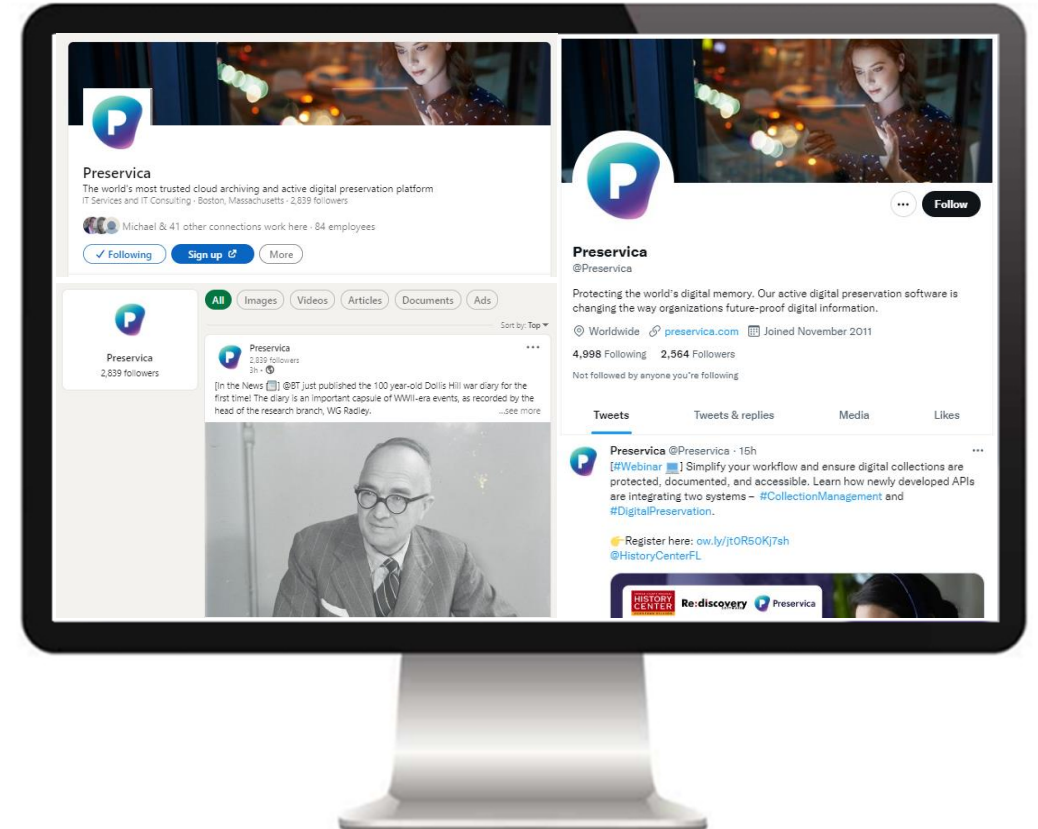 P
Preservica
The world's most trusted cloud archiving and active digital preservation platform
IT Services and IT Consulting · Boston, Massachusetts · 2,839 followers
Michael & 41 other connections work here · 84 employees
✓ Following
Sign up
More
P
Preservica
2,839 followers
All
Images
Videos
Articles
Documents
Ads
Sort by: Top
P
Preservica
2,839 followers
3h •
[In the News 📰] @BT just published the 100 year-old Dollis Hill war diary for the
first time! The diary is an important capsule of WWII-era events, as recorded by the
head of the research branch, WG Radley.
...see more
P
Follow
Preservica
@Preservica
Protecting the world's digital memory. Our active digital preservation software is
changing the way organizations future-proof digital information.
Worldwide preservica.com Joined November 2011
4,998 Following 2,564 Followers
Not followed by anyone you're following
Tweets
Tweets & replies
Media
Likes
P
Preservica @Preservica · 15h
[#Webinar 💻] Simplify your workflow and ensure digital collections are
protected, documented, and accessible. Learn how newly developed APIs
are integrating two systems – #CollectionManagement and
#DigitalPreservation.
👉Register here: ow.ly/jt0R50Kj7sh
@HistoryCenterFL
HISTORY
CENTER
Re:discovery
P Preservica